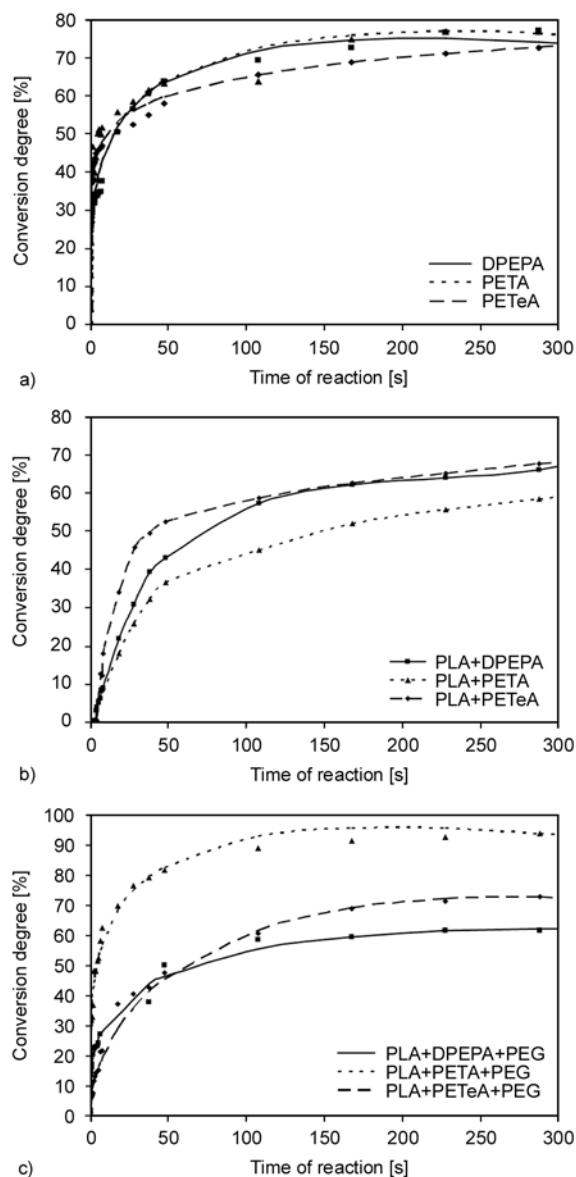 Conversion degree [%]
80
70
60
50
40
30
20
10
0
DPEPA
PETA
PETeA
0 50 100 150 200 250 300
a) Time of reaction [s]
Conversion degree [%]
80
70
60
50
40
30
20
10
0
PLA+DPEPA
PLA+PETA
PLA+PETeA
0 50 100 150 200 250 300
b) Time of reaction [s]
Conversion degree [%]
100
90
80
70
60
50
40
30
20
10
0
PLA+DPEPA+PEG
PLA+PETA+PEG
PLA+PETeA+PEG
0 50 100 150 200 250 300
c) Time of reaction [s]